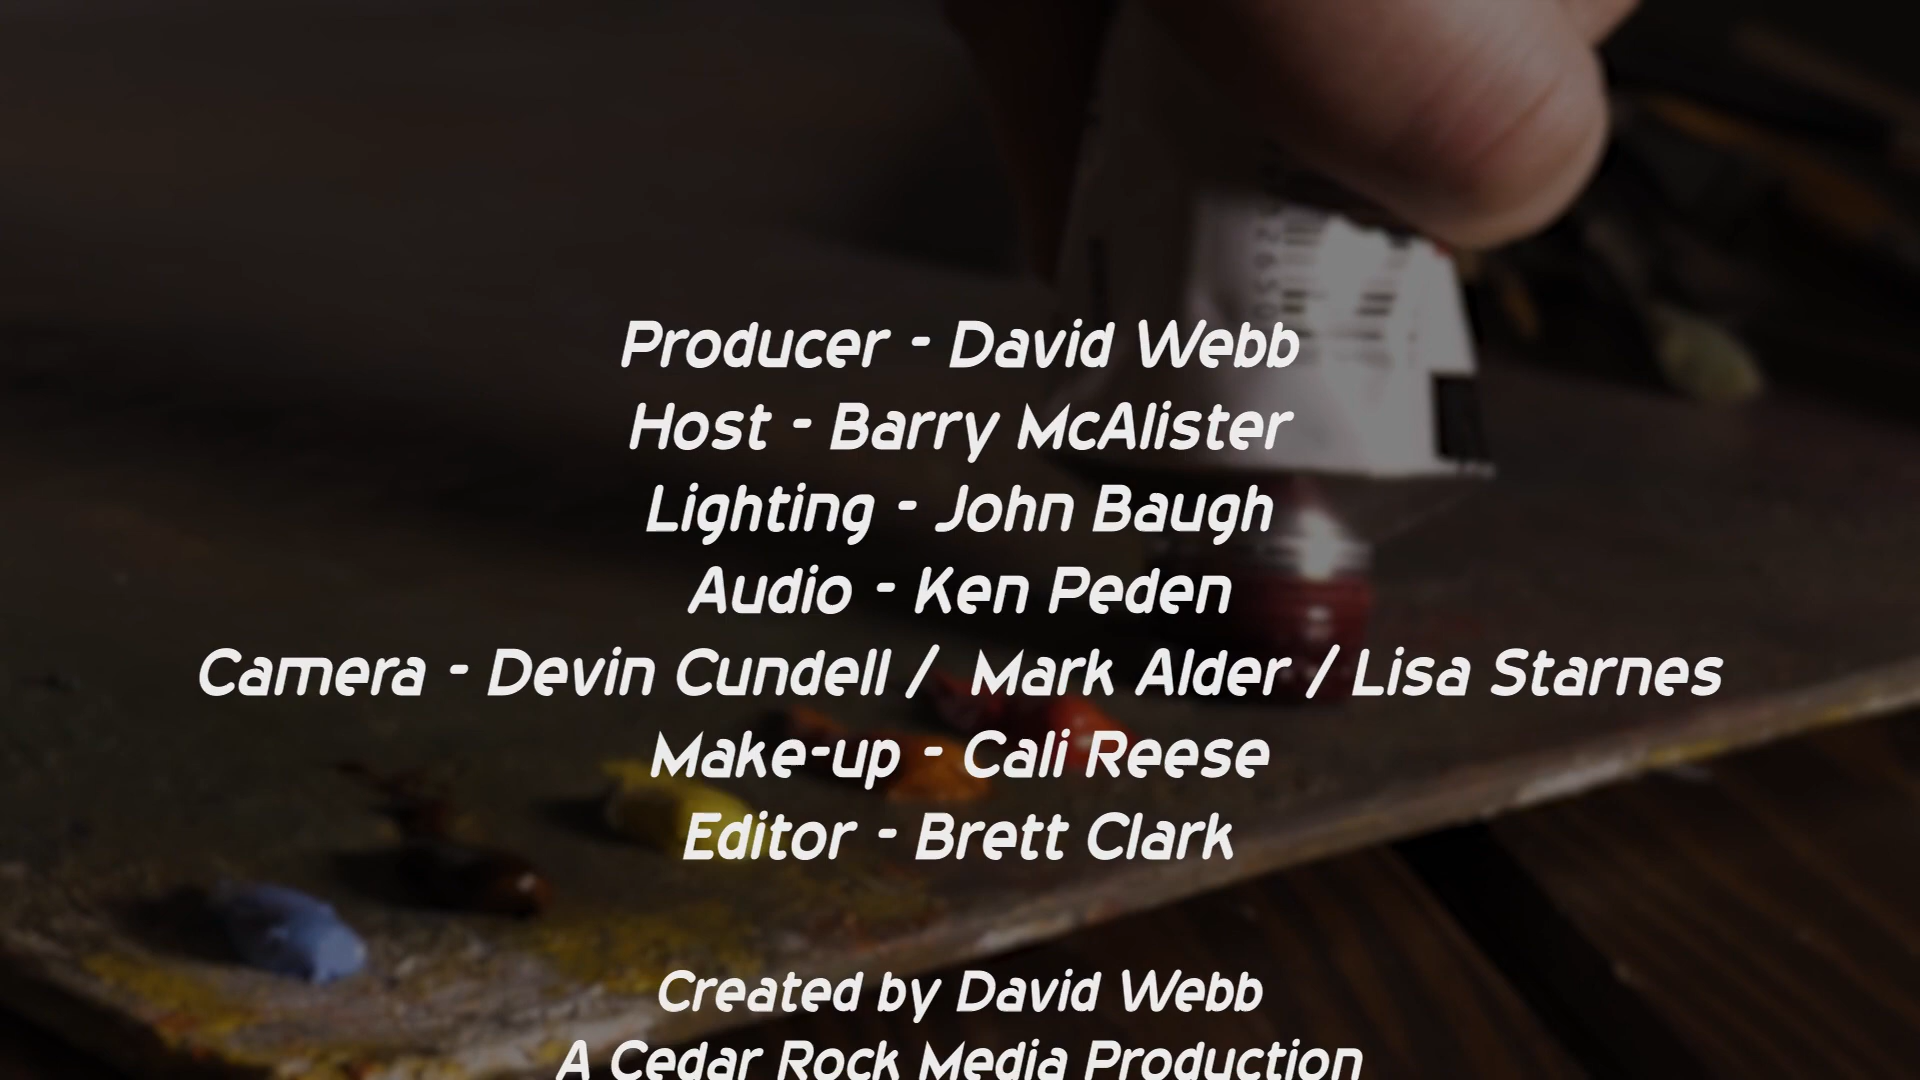 Producer - David Webb
Host - Barry McAlister
Lighting - John Baugh
Audio - Ken Peden
Camera - Devin Cundell /  Mark Alder / Lisa Starnes
Make-up - Cali Reese
Editor - Brett Clark
Created by David Webb
A Cedar Rock Media Production